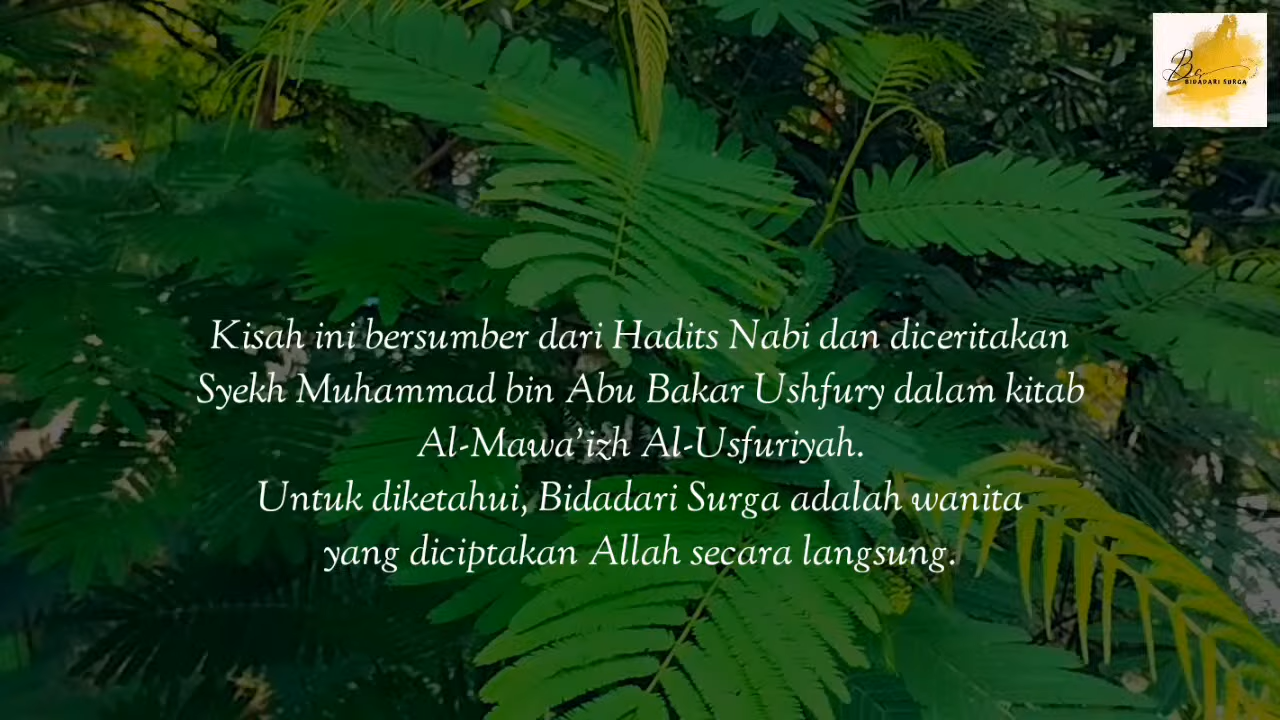 Bs
BIDADARI SURGA
Kisah ini bersumber dari Hadits Nabi dan diceritakan
Syekh Muhammad bin Abu Bakar Ushfury dalam kitab
Al-Mawa'izh Al-Usfuriyah.
Untuk diketahui, Bidadari Surga adalah wanita
yang diciptakan Allah secara langsung.